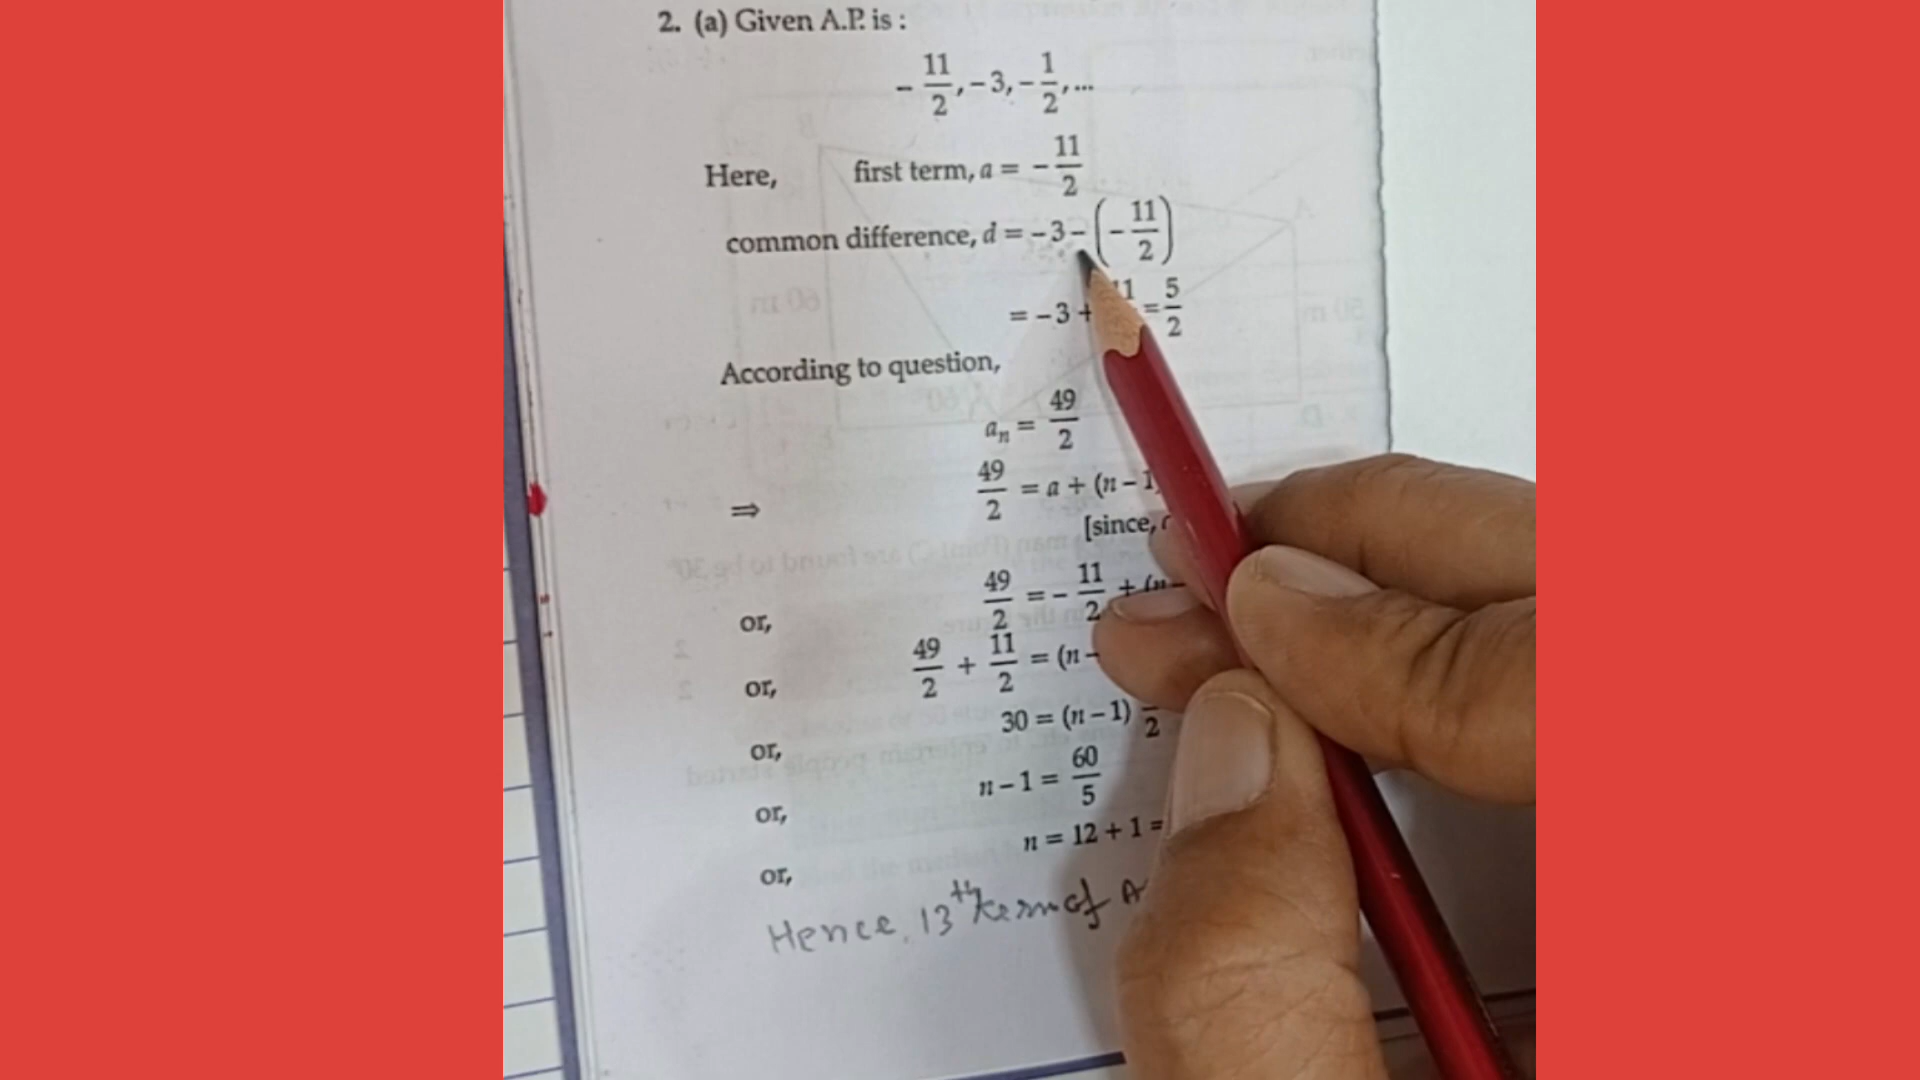 2. (a) Given A.P. is :
- 11/2, - 3, - 1/2, ...
Here, first term, a = - 11/2
common difference, d = - 3 - (- 11/2)
= - 3 + = 5/2
According to question,
aₙ = 49/2
⇒ 49/2 = a + (n - 1
[since,
or, 49/2 = - 11/2 + (n -
or, 49/2 + 11/2 = (n -
or, 30 = (n - 1) /2
or, n - 1 = 60/5
or, n = 12 + 1 =
Hence, 13th term of A